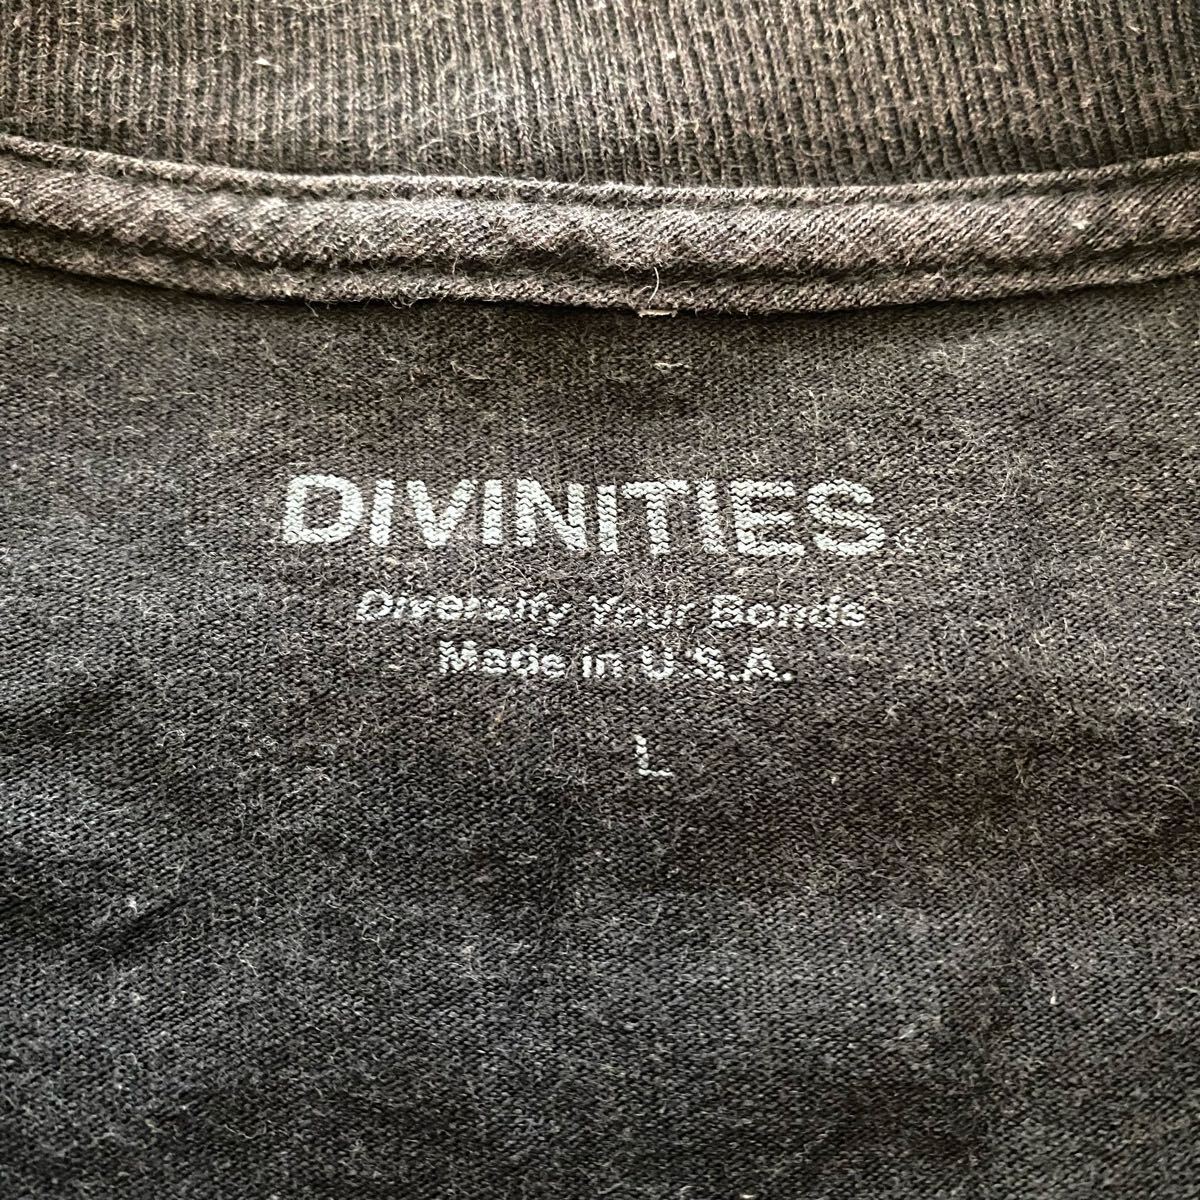 DIVINITIES
Diversify Your Bonds
Made in U.S.A.
L